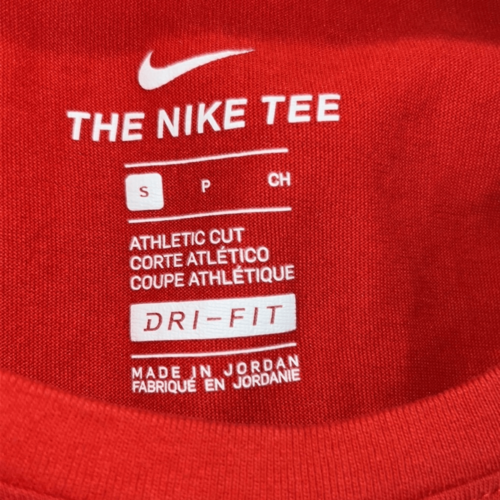 THE NIKE TEE
S P CH
ATHLETIC CUT
CORTE ATLÉTICO
COUPE ATHLÉTIQUE
DRI-FIT
MADE IN JORDAN
FABRIQUÉ EN JORDANIE